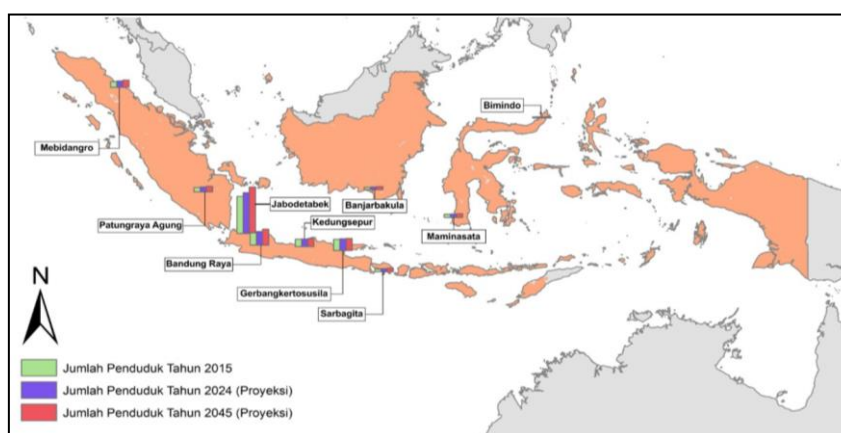 Bimindo
Mebidangro
Jabodetabek
Banjarbakula
Patungraya Agung
Kedungsepur
Maminasata
Bandung Raya
Gerbangkertosusila
Sarbagita
N
Jumlah Penduduk Tahun 2015
Jumlah Penduduk Tahun 2024 (Proyeksi)
Jumlah Penduduk Tahun 2045 (Proyeksi)